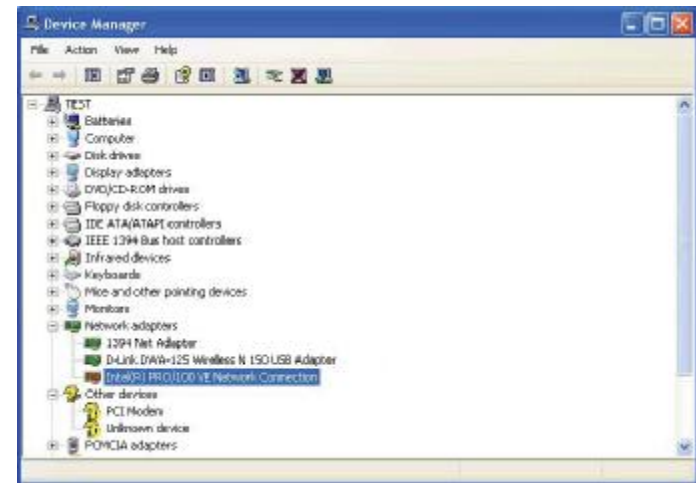 Device Manager
File Action View Help
TEST
Batteries
Computer
Disk drives
Display adapters
DVD/CD-ROM drives
Floppy disk controllers
IDE ATA/ATAPI controllers
IEEE 1394 Bus host controllers
Infrared devices
Keyboards
Mice and other pointing devices
Monitors
Network adapters
1394 Net Adapter
D-Link DWA-125 Wireless N 150 USB Adapter
Intel(R) PRO/100 VE Network Connection
Other devices
PCI Modem
Unknown device
PCMCIA adapters